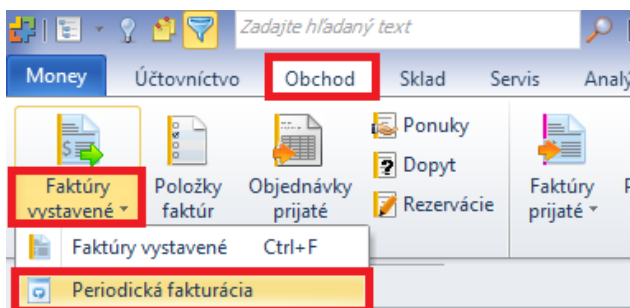 Zadajte hľadaný text
Money Účtovníctvo Obchod Sklad Servis
Ponuky
Dopyt
Rezervácie
Faktúry
vystavené
Položky
faktúr
Objednávky
prijaté
Faktúry
prijaté
Faktúry vystavené Ctrl+F
Periodická fakturácia